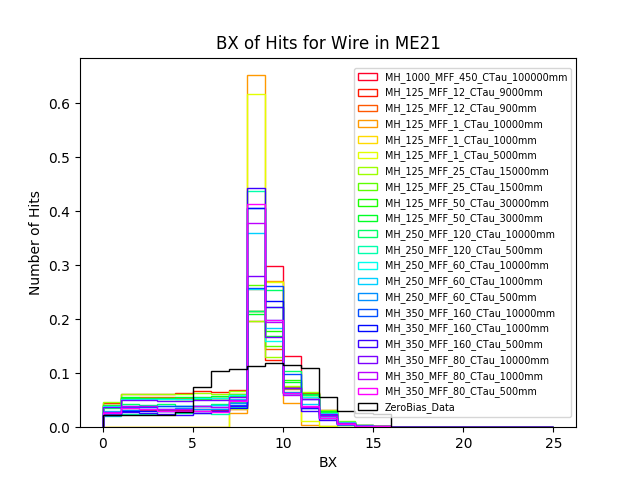 BX of Hits for Wire in ME21
Number of Hits
0.6
0.5
0.4
0.3
0.2
0.1
0.0
MH_1000_MFF_450_CTau_100000mm
MH_125_MFF_12_CTau_9000mm
MH_125_MFF_12_CTau_900mm
MH_125_MFF_1_CTau_10000mm
MH_125_MFF_1_CTau_1000mm
MH_125_MFF_1_CTau_5000mm
MH_125_MFF_25_CTau_15000mm
MH_125_MFF_25_CTau_1500mm
MH_125_MFF_50_CTau_30000mm
MH_125_MFF_50_CTau_3000mm
MH_250_MFF_120_CTau_10000mm
MH_250_MFF_120_CTau_500mm
MH_250_MFF_60_CTau_10000mm
MH_250_MFF_60_CTau_1000mm
MH_250_MFF_60_CTau_500mm
MH_350_MFF_160_CTau_10000mm
MH_350_MFF_160_CTau_1000mm
MH_350_MFF_160_CTau_500mm
MH_350_MFF_80_CTau_10000mm
MH_350_MFF_80_CTau_1000mm
MH_350_MFF_80_CTau_500mm
ZeroBias_Data
0 5 10 15 20 25
BX